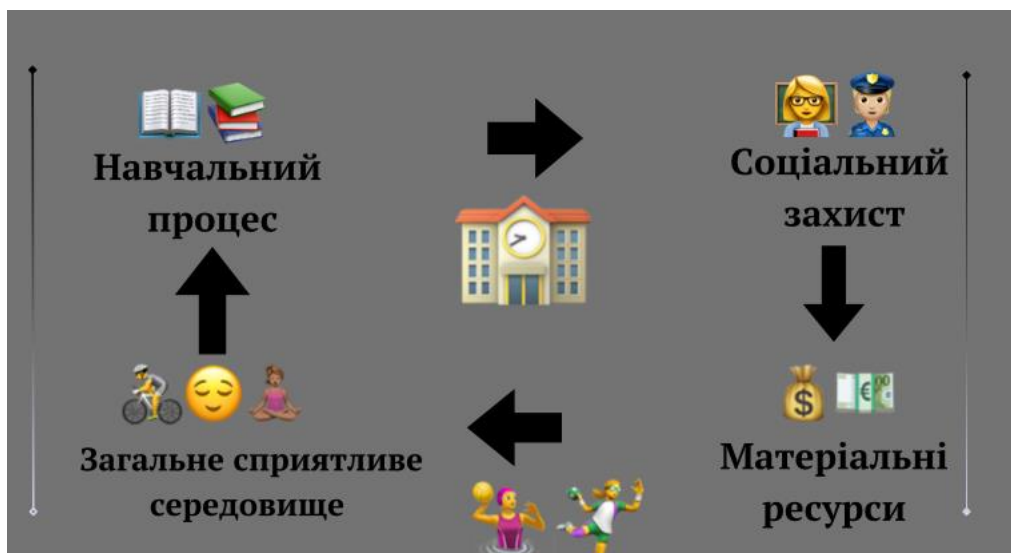 Навчальний
процес
Соціальний
захист
Загальне сприятливе
середовище
Матеріальні
ресурси